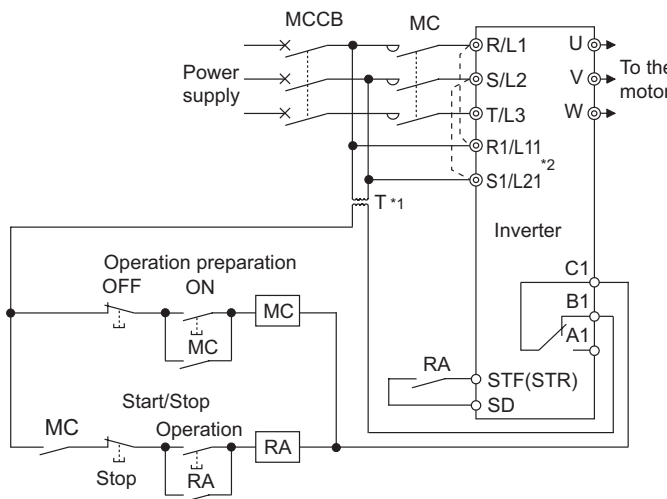 MCCB
MC
R/L1
U
Power
supply
S/L2
V
To the
motor
T/L3
W
R1/L11
*2
S1/L21
T *1
Inverter
Operation preparation
OFF
ON
MC
MC
C1
B1
A1
RA
STF(STR)
SD
Start/Stop
MC
Operation
RA
Stop
RA